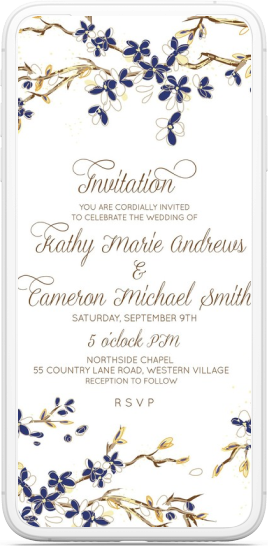 Invitation
YOU ARE CORDIALLY INVITED
TO CELEBRATE THE WEDDING OF
Kathy Marie Andrews
&
Cameron Michael Smith
SATURDAY, SEPTEMBER 9TH
5 o'clock PM
NORTHSIDE CHAPEL
55 COUNTRY LANE ROAD, WESTERN VILLAGE
RECEPTION TO FOLLOW
RSVP